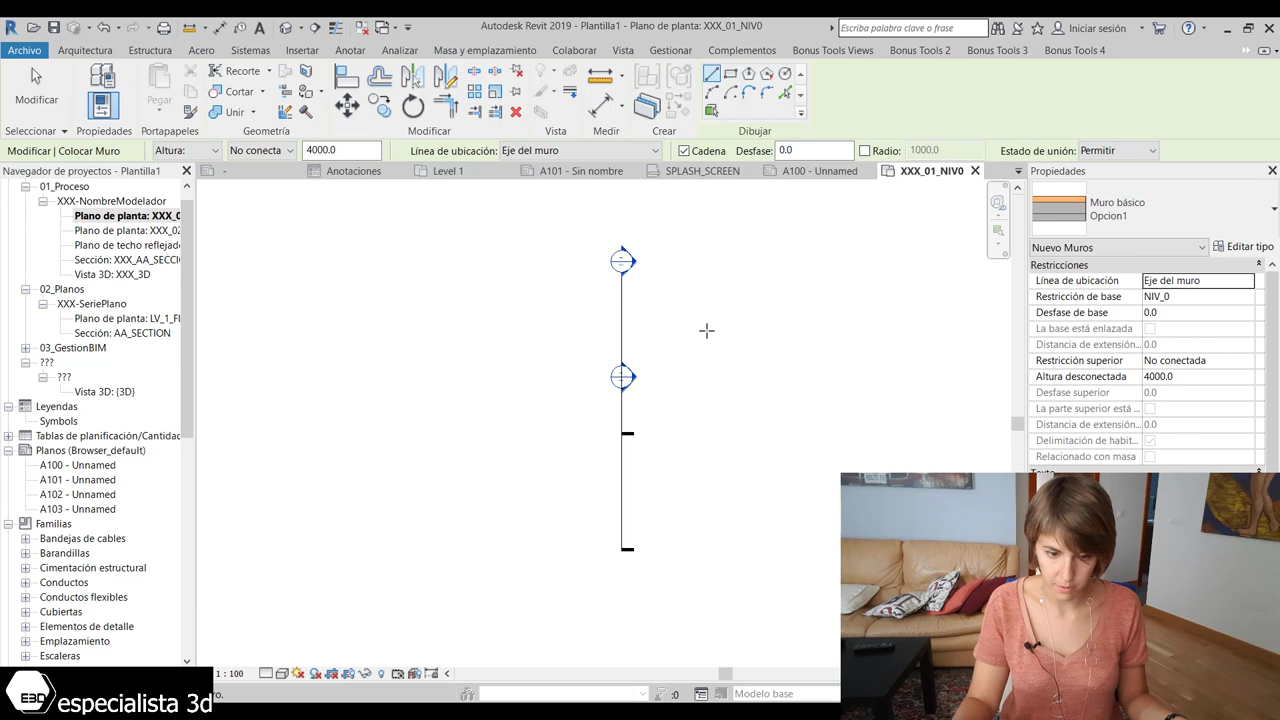 Autodesk Revit 2019 - Plantilla1 - Plano de planta: XXX_01_NIV0
Escriba palabra clave o frase
Iniciar sesión
Archivo Arquitectura Estructura Acero Sistemas Insertar Anotar Analizar Masa y emplazamiento Colaborar Vista Gestionar Complementos Bonus Tools Views Bonus Tools 2 Bonus Tools 3 Bonus Tools 4
Modificar
Pegar
Recorte
Cortar
Unir
Seleccionar Propiedades Portapapeles Geometría Modificar Vista Medir Crear Dibujar
Modificar | Colocar Muro Altura: No conecta 4000.0 Línea de ubicación: Eje del muro Cadena Desfase: 0.0 Radio: 1000.0 Estado de unión: Permitir
Navegador de proyectos - Plantilla1
- Anotaciones Level 1 A101 - Sin nombre SPLASH_SCREEN A100 - Unnamed XXX_01_NIV0
01_Proceso
XXX-NombreModelador
Plano de planta: XXX_0
Plano de planta: XXX_02
Plano de techo reflejado
Sección: XXX_AA_SECCI
Vista 3D: XXX_3D
02_Planos
XXX-SeriePlano
Plano de planta: LV_1_F
Sección: AA_SECTION
03_GestionBIM
???
???
Vista 3D: {3D}
Leyendas
Symbols
Tablas de planificación/Cantidad
Planos (Browser_default)
A100 - Unnamed
A101 - Unnamed
A102 - Unnamed
A103 - Unnamed
Familias
Bandejas de cables
Barandillas
Cimentación estructural
Conductos
Conductos flexibles
Cubiertas
Elementos de detalle
Emplazamiento
Escaleras
Propiedades
Muro básico
Opcion1
Nuevo Muros
Editar tipo
Restricciones
Línea de ubicación Eje del muro
Restricción de base NIV_0
Desfase de base 0.0
La base está enlazada
Distancia de extensión... 0.0
Restricción superior No conectada
Altura desconectada 4000.0
Desfase superior 0.0
La parte superior está ...
Distancia de extensión... 0.0
Delimitación de habit...
Relacionado con masa
1 : 100
:0
Modelo base
E3D
especialista 3d